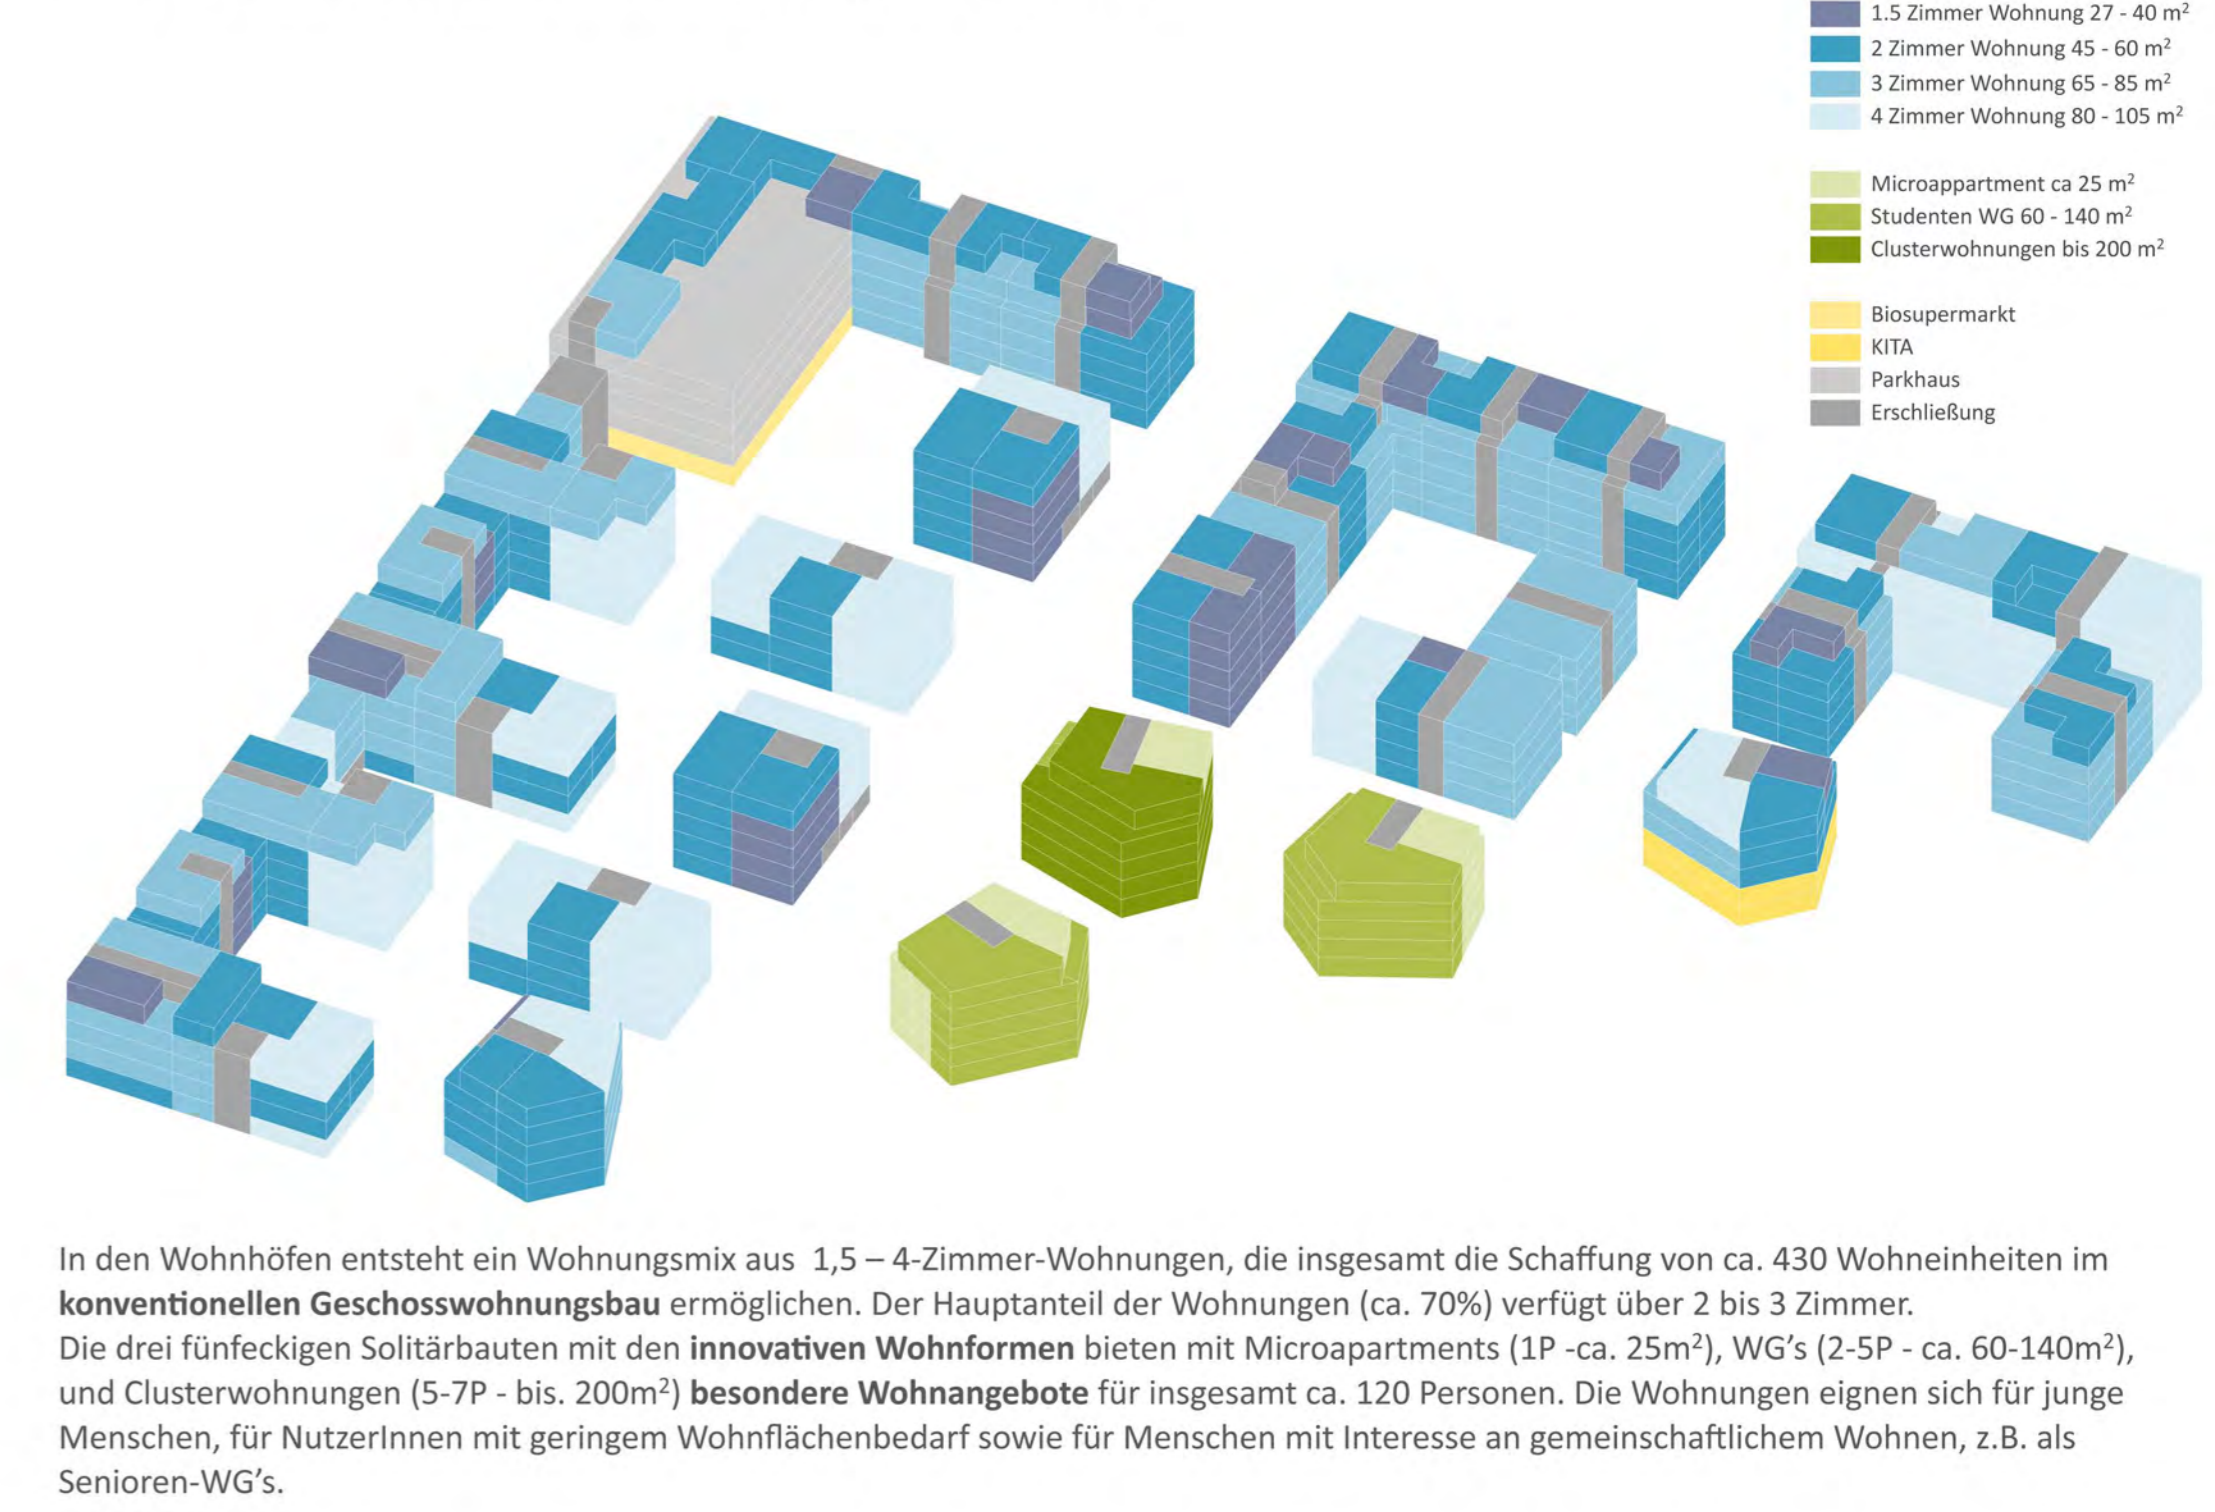 1.5 Zimmer Wohnung 27 - 40 m²
2 Zimmer Wohnung 45 - 60 m²
3 Zimmer Wohnung 65 - 85 m²
4 Zimmer Wohnung 80 - 105 m²
Microappartment ca 25 m²
Studenten WG 60 - 140 m²
Clusterwohnungen bis 200 m²
Biosupermarkt
KITA
Parkhaus
Erschließung
In den Wohnhöfen entsteht ein Wohnungsmix aus 1,5 – 4-Zimmer-Wohnungen, die insgesamt die Schaffung von ca. 430 Wohneinheiten im
konventionellen Geschosswohnungsbau ermöglichen. Der Hauptanteil der Wohnungen (ca. 70%) verfügt über 2 bis 3 Zimmer.
Die drei fünfeckigen Solitärbauten mit den innovativen Wohnformen bieten mit Microapartments (1P -ca. 25m²), WG’s (2-5P - ca. 60-140m²),
und Clusterwohnungen (5-7P - bis. 200m²) besondere Wohnangebote für insgesamt ca. 120 Personen. Die Wohnungen eignen sich für junge
Menschen, für NutzerInnen mit geringem Wohnflächenbedarf sowie für Menschen mit Interesse an gemeinschaftlichem Wohnen, z.B. als
Senioren-WG’s.